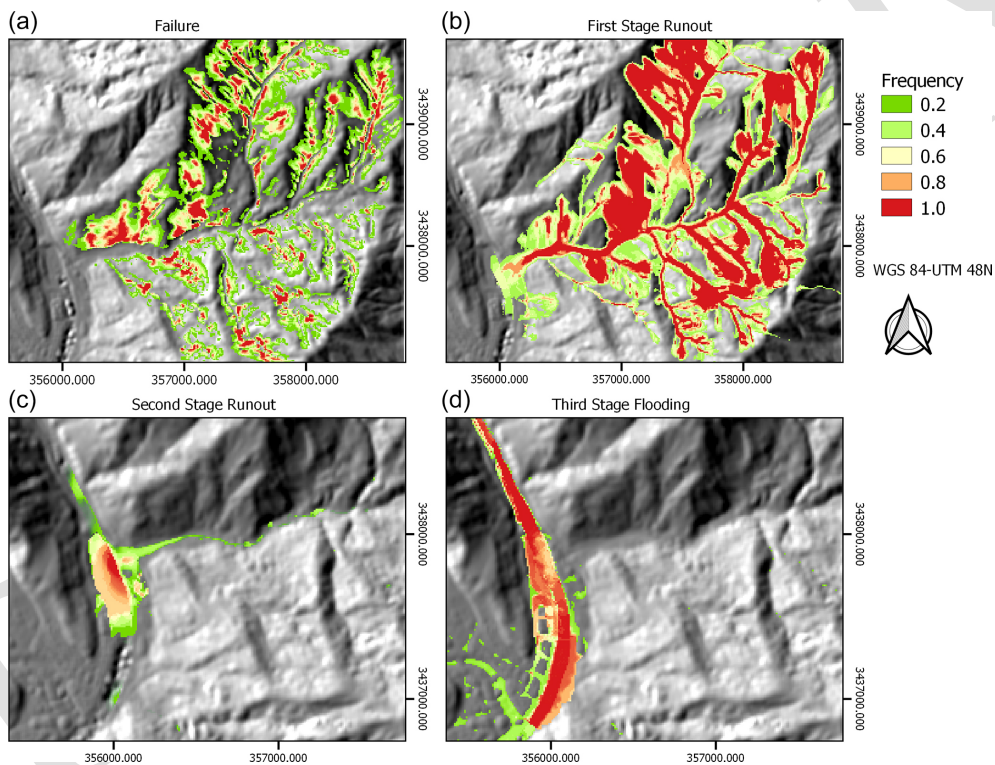 (a)
Failure
3439000.000
3438000.000
356000.000 357000.000 358000.000
(b)
First Stage Runout
3439000.000
3438000.000
356000.000 357000.000 358000.000
Frequency
0.2
0.4
0.6
0.8
1.0
WGS 84-UTM 48N
(c)
Second Stage Runout
3438000.000
3437000.000
356000.000 357000.000
(d)
Third Stage Flooding
3438000.000
3437000.000
356000.000 357000.000